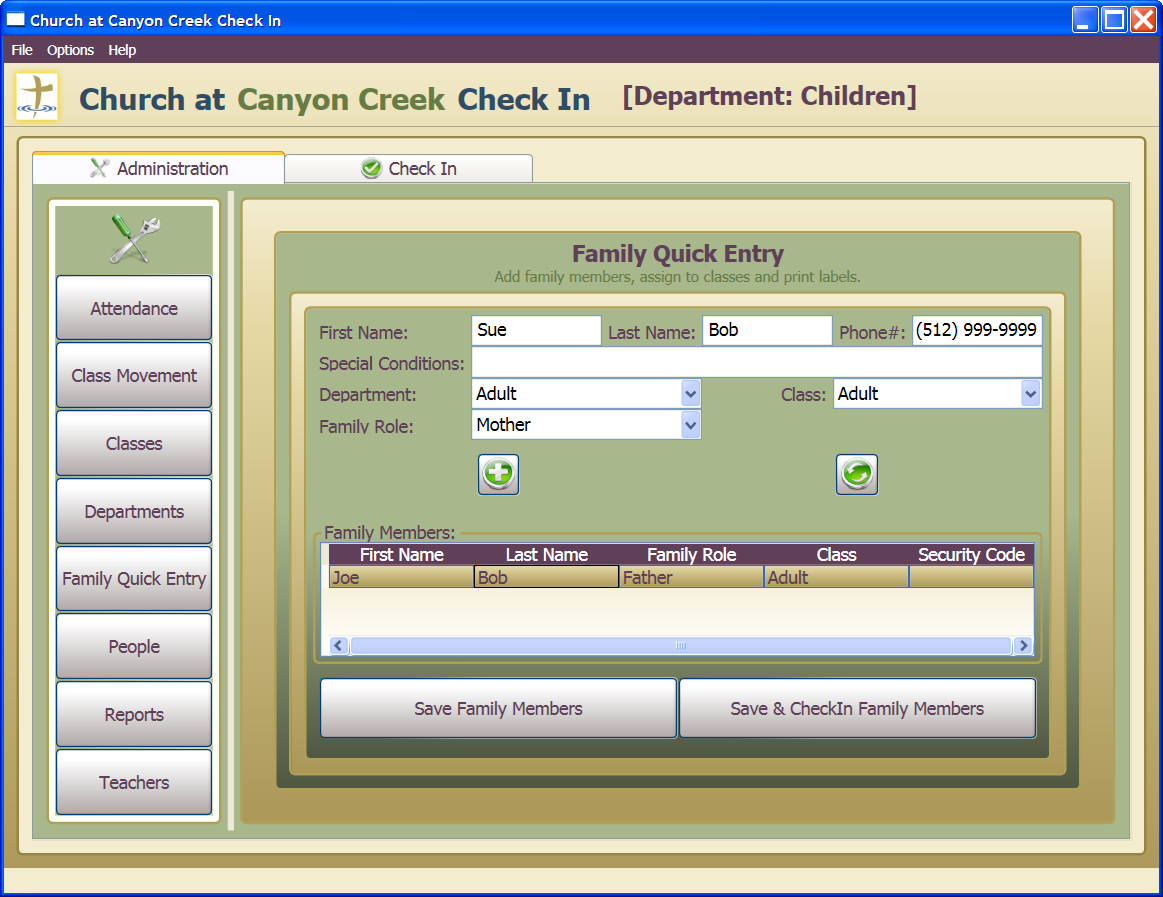 Church at Canyon Creek Check In
File Options Help
Church at Canyon Creek Check In [Department: Children]
Administration Check In
Attendance
Class Movement
Classes
Departments
Family Quick Entry
People
Reports
Teachers
Family Quick Entry
Add family members, assign to classes and print labels.
First Name: Sue Last Name: Bob Phone#: (512) 999-9999
Special Conditions:
Department: Adult Class: Adult
Family Role: Mother
Family Members:
First Name Last Name Family Role Class Security Code
Joe Bob Father Adult
Save Family Members Save & CheckIn Family Members